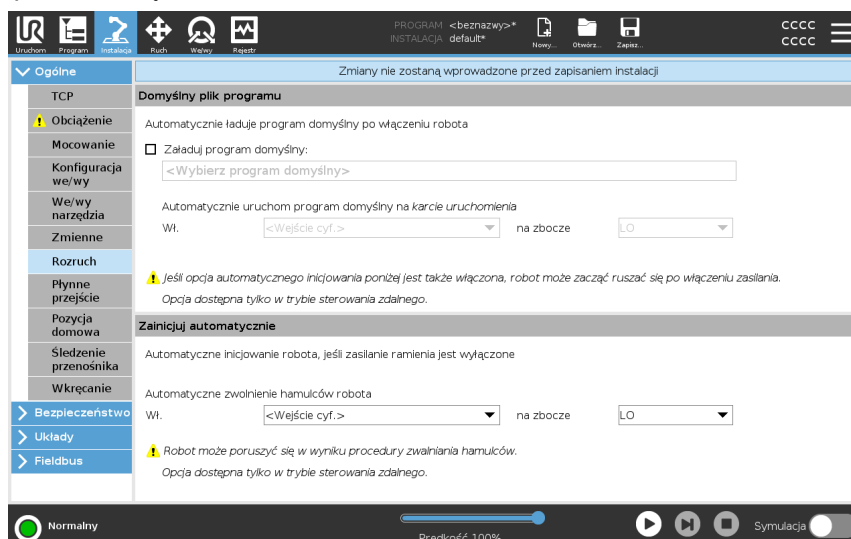 Uruchom Program Instalacja Ruch We/wy Rejestr
PROGRAM <beznazwy>*
INSTALACJA default*
Nowy... Otwórz... Zapisz...
CCCC
CCCC
Ogólne
TCP
Obciążenie
Mocowanie
Konfiguracja
we/wy
We/wy
narzędzia
Zmienne
Rozruch
Płynne
przejście
Pozycja
domowa
Śledzenie
przenośnika
Wkręcanie
Bezpieczeństwo
Układy
Fieldbus
Zmiany nie zostaną wprowadzone przed zapisaniem instalacji
Domyślny plik programu
Automatycznie ładuje program domyślny po włączeniu robota
Załaduj program domyślny:
<Wybierz program domyślny>
Automatycznie uruchom program domyślny na karcie uruchomienia
Wł. <Wejście cyf.> na zbocze LO
Jeśli opcja automatycznego inicjowania poniżej jest także włączona, robot może zacząć ruszać się po włączeniu zasilania.
Opcja dostępna tylko w trybie sterowania zdalnego.
Zainicjuj automatycznie
Automatyczne inicjowanie robota, jeśli zasilanie ramienia jest wyłączone
Automatyczne zwolnienie hamulców robota
Wł. <Wejście cyf.> na zbocze LO
Robot może poruszyć się w wyniku procedury zwalniania hamulców.
Opcja dostępna tylko w trybie sterowania zdalnego.
Normalny
Prędkość 100%
Symulacja